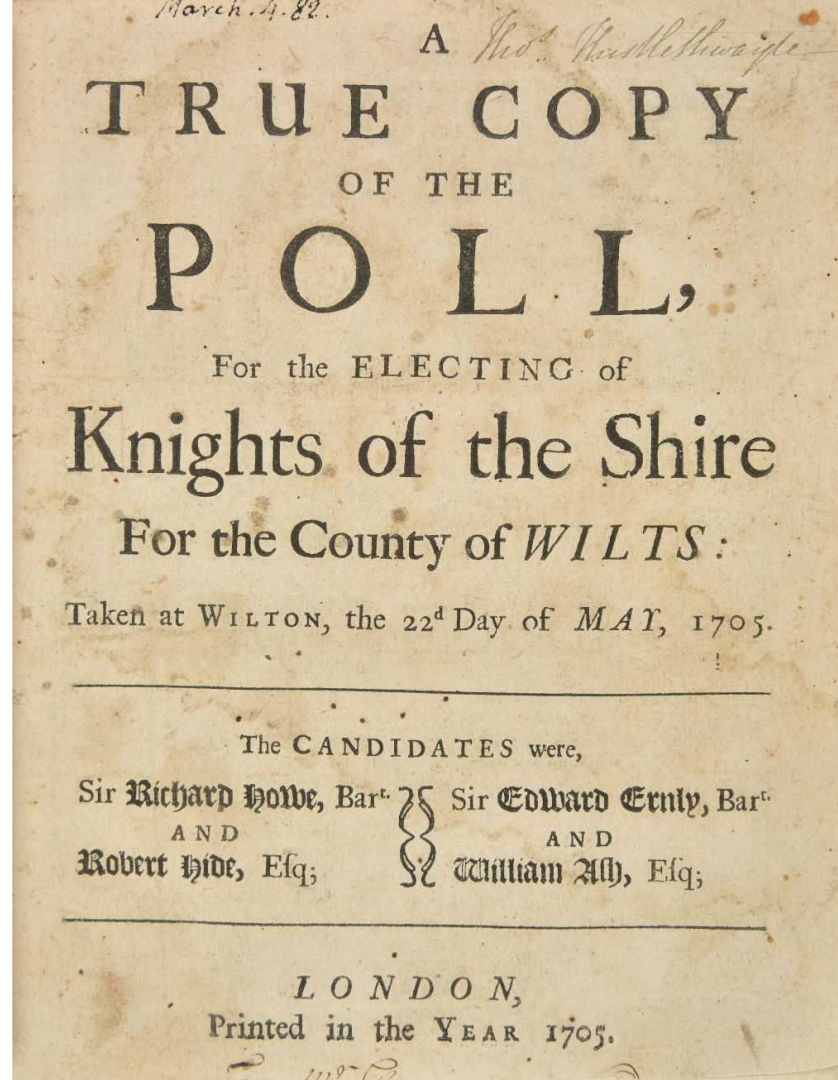 March. 4. 82.
A
Thos. Thistlethwayte
TRUE COPY
OF THE
POLL,
For the ELECTING of
Knights of the Shire
For the County of WILTS:
Taken at WILTON, the 22d Day of MAY, 1705.
The CANDIDATES were,
Sir Richard Howe, Bart. Sir Edward Ernly, Bart.
AND AND
Robert Hide, Eſq; William Aſh, Eſq;
LONDON,
Printed in the YEAR 1705.